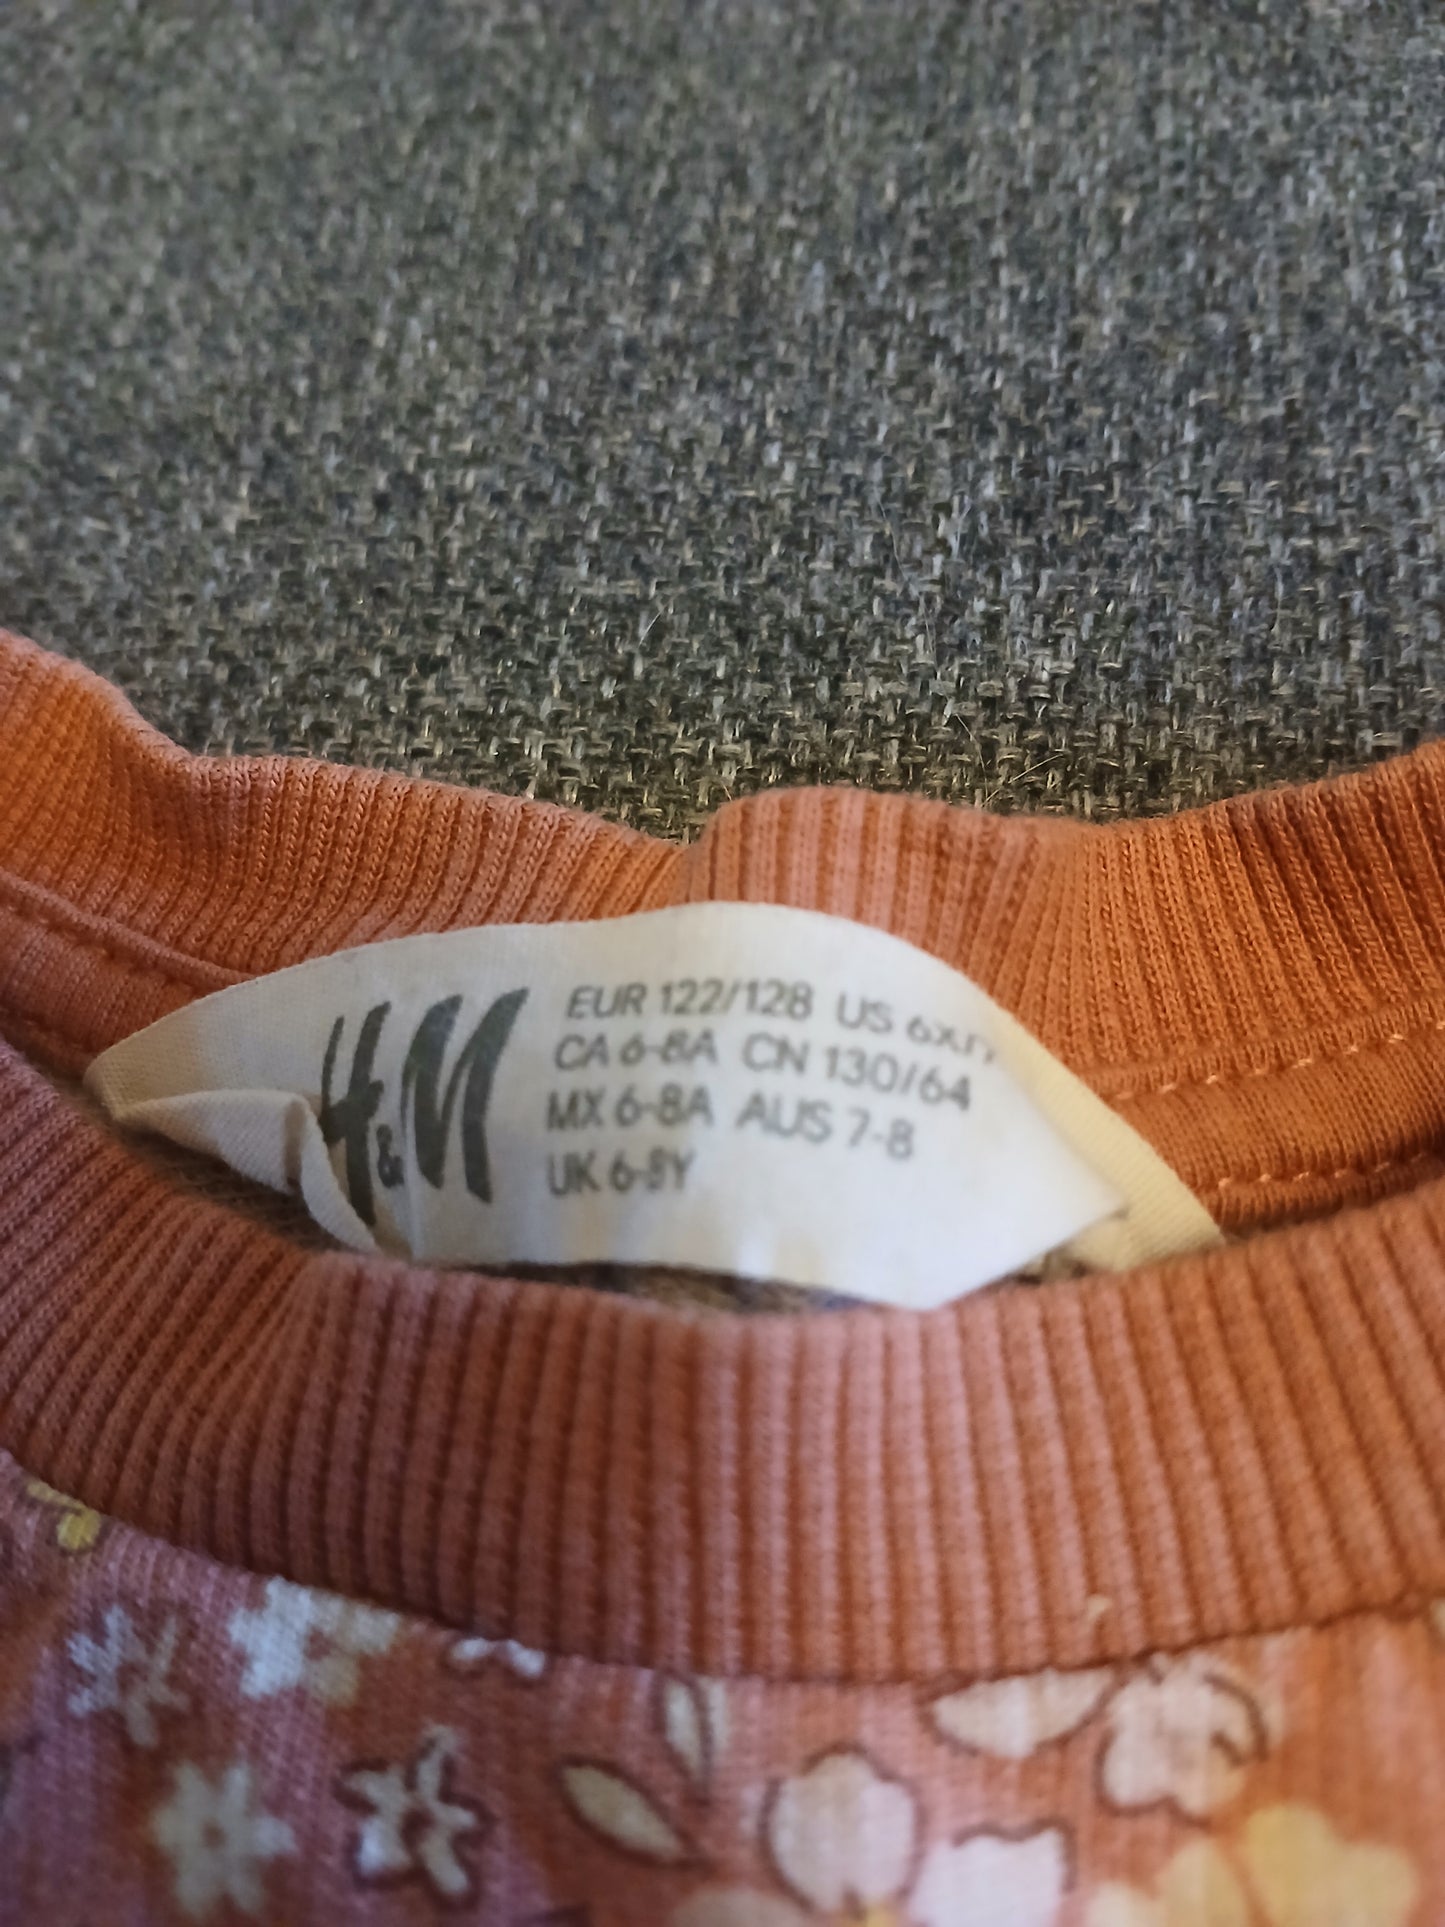 H&M
EUR 122/128 US 6X/7
CA 6-8A CN 130/64
MX 6-8A AUS 7-8
UK 6-8Y